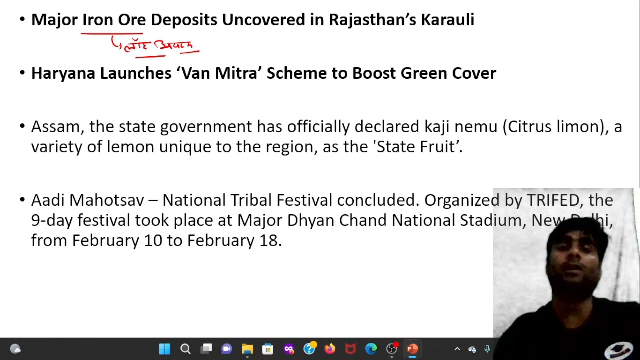 • Major Iron Ore Deposits Uncovered in Rajasthan's Karauli
लौह अयस्क
• Haryana Launches 'Van Mitra' Scheme to Boost Green Cover
• Assam, the state government has officially declared kaji nemu (Citrus limon), a
variety of lemon unique to the region, as the 'State Fruit'.
• Aadi Mahotsav – National Tribal Festival concluded. Organized by TRIFED, the
9-day festival took place at Major Dhyan Chand National Stadium, New Delhi,
from February 10 to February 18.